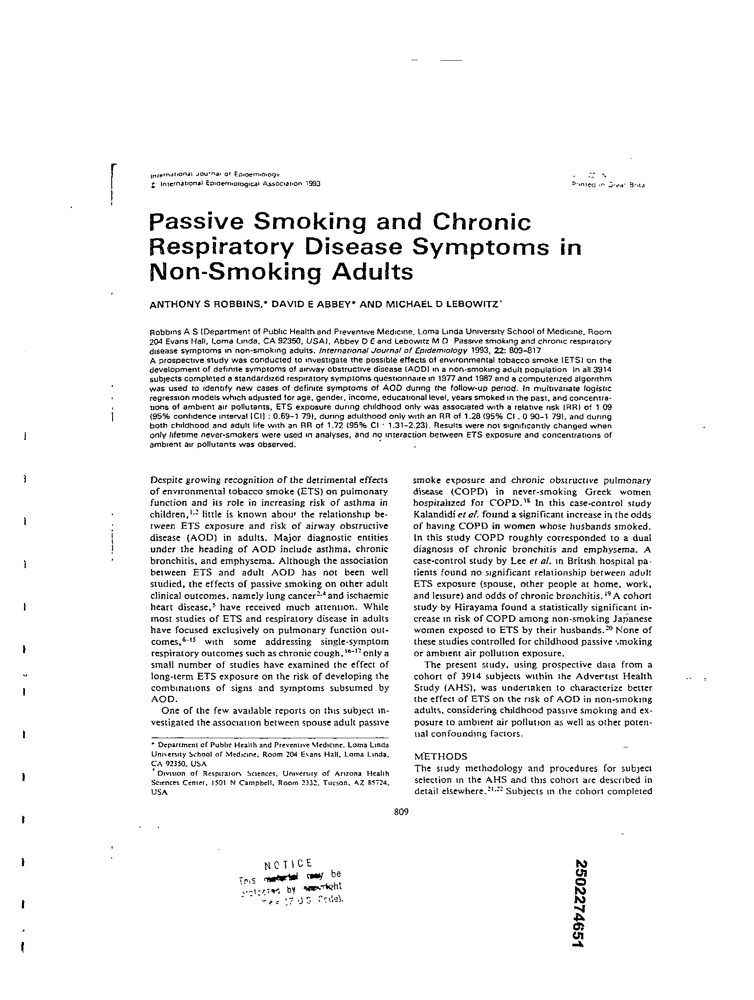 International Journal of Epidemiology
International Epidemiological Association 1993
Printed in Great Brita
Passive Smoking and Chronic
Respiratory Disease Symptoms in
Non-Smoking Adults
ANTHONY S ROBBINS,* DAVID E ABBEY* AND MICHAEL D LEBOWITZ†
Robbins A S (Department of Public Health and Preventive Medicine, Loma Linda University School of Medicine, Room
204 Evans Hall, Loma Linda, CA 92350, USA), Abbey D E and Lebowitz M D Passive smoking and chronic respiratory
disease symptoms in non-smoking adults. International Journal of Epidemiology 1993, 22: 809-817
A prospective study was conducted to investigate the possible effects of environmental tobacco smoke (ETS) on the
development of definite symptoms of airway obstructive disease (AOD) in a non-smoking adult population In all 3914
subjects completed a standardized respiratory symptoms questionnaire in 1977 and 1987 and a computerized algorithm
was used to identify new cases of definite symptoms of AOD during the follow-up period. In multivariate logistic
regression models which adjusted for age, gender, income, educational level, years smoked in the past, and concentra-
tions of ambient air pollutants, ETS exposure during childhood only was associated with a relative risk (RR) of 1 09
(95% confidence interval [CI] : 0.69-1 79), during adulthood only with an RR of 1.28 (95% CI . 0 90-1 79), and during
both childhood and adult life with an RR of 1.72 (95% CI · 1.31-2.23). Results were not significantly changed when
only lifetime never-smokers were used in analyses, and no interaction between ETS exposure and concentrations of
ambient air pollutants was observed.
Despite growing recognition of the detrimental effects
of environmental tobacco smoke (ETS) on pulmonary
function and its role in increasing risk of asthma in
children,1,2 little is known about the relationship be-
tween ETS exposure and risk of airway obstructive
disease (AOD) in adults. Major diagnostic entities
under the heading of AOD include asthma, chronic
bronchitis, and emphysema. Although the association
between ETS and adult AOD has not been well
studied, the effects of passive smoking on other adult
clinical outcomes, namely lung cancer2,4 and ischaemic
heart disease,5 have received much attention. While
most studies of ETS and respiratory disease in adults
have focused exclusively on pulmonary function out-
comes,6-15 with some addressing single-symptom
respiratory outcomes such as chronic cough,16-17 only a
small number of studies have examined the effect of
long-term ETS exposure on the risk of developing the
combinations of signs and symptoms subsumed by
AOD.
One of the few available reports on this subject in-
vestigated the association between spouse adult passive
* Department of Public Health and Preventive Medicine, Loma Linda
University School of Medicine, Room 204 Evans Hall, Loma Linda,
CA 92350, USA
† Division of Respiratory Sciences, University of Arizona Health
Sciences Center, 1501 N Campbell, Room 2332, Tucson, AZ 85724,
USA
smoke exposure and chronic obstructive pulmonary
disease (COPD) in never-smoking Greek women
hospitalized for COPD.18 In this case-control study
Kalandidi et al. found a significant increase in the odds
of having COPD in women whose husbands smoked.
In this study COPD roughly corresponded to a dual
diagnosis of chronic bronchitis and emphysema. A
case-control study by Lee et al. in British hospital pa-
tients found no significant relationship between adult
ETS exposure (spouse, other people at home, work,
and leisure) and odds of chronic bronchitis.19 A cohort
study by Hirayama found a statistically significant in-
crease in risk of COPD among non-smoking Japanese
women exposed to ETS by their husbands.20 None of
these studies controlled for childhood passive smoking
or ambient air pollution exposure.
The present study, using prospective data from a
cohort of 3914 subjects within the Adventist Health
Study (AHS), was undertaken to characterize better
the effect of ETS on the risk of AOD in non-smoking
adults, considering childhood passive smoking and ex-
posure to ambient air pollution as well as other poten-
tial confounding factors.
METHODS
The study methodology and procedures for subject
selection in the AHS and this cohort are described in
detail elsewhere.21,22 Subjects in the cohort completed
809
NOTICE
This material may be
protected by copyright
17 U S Code).
2502274651